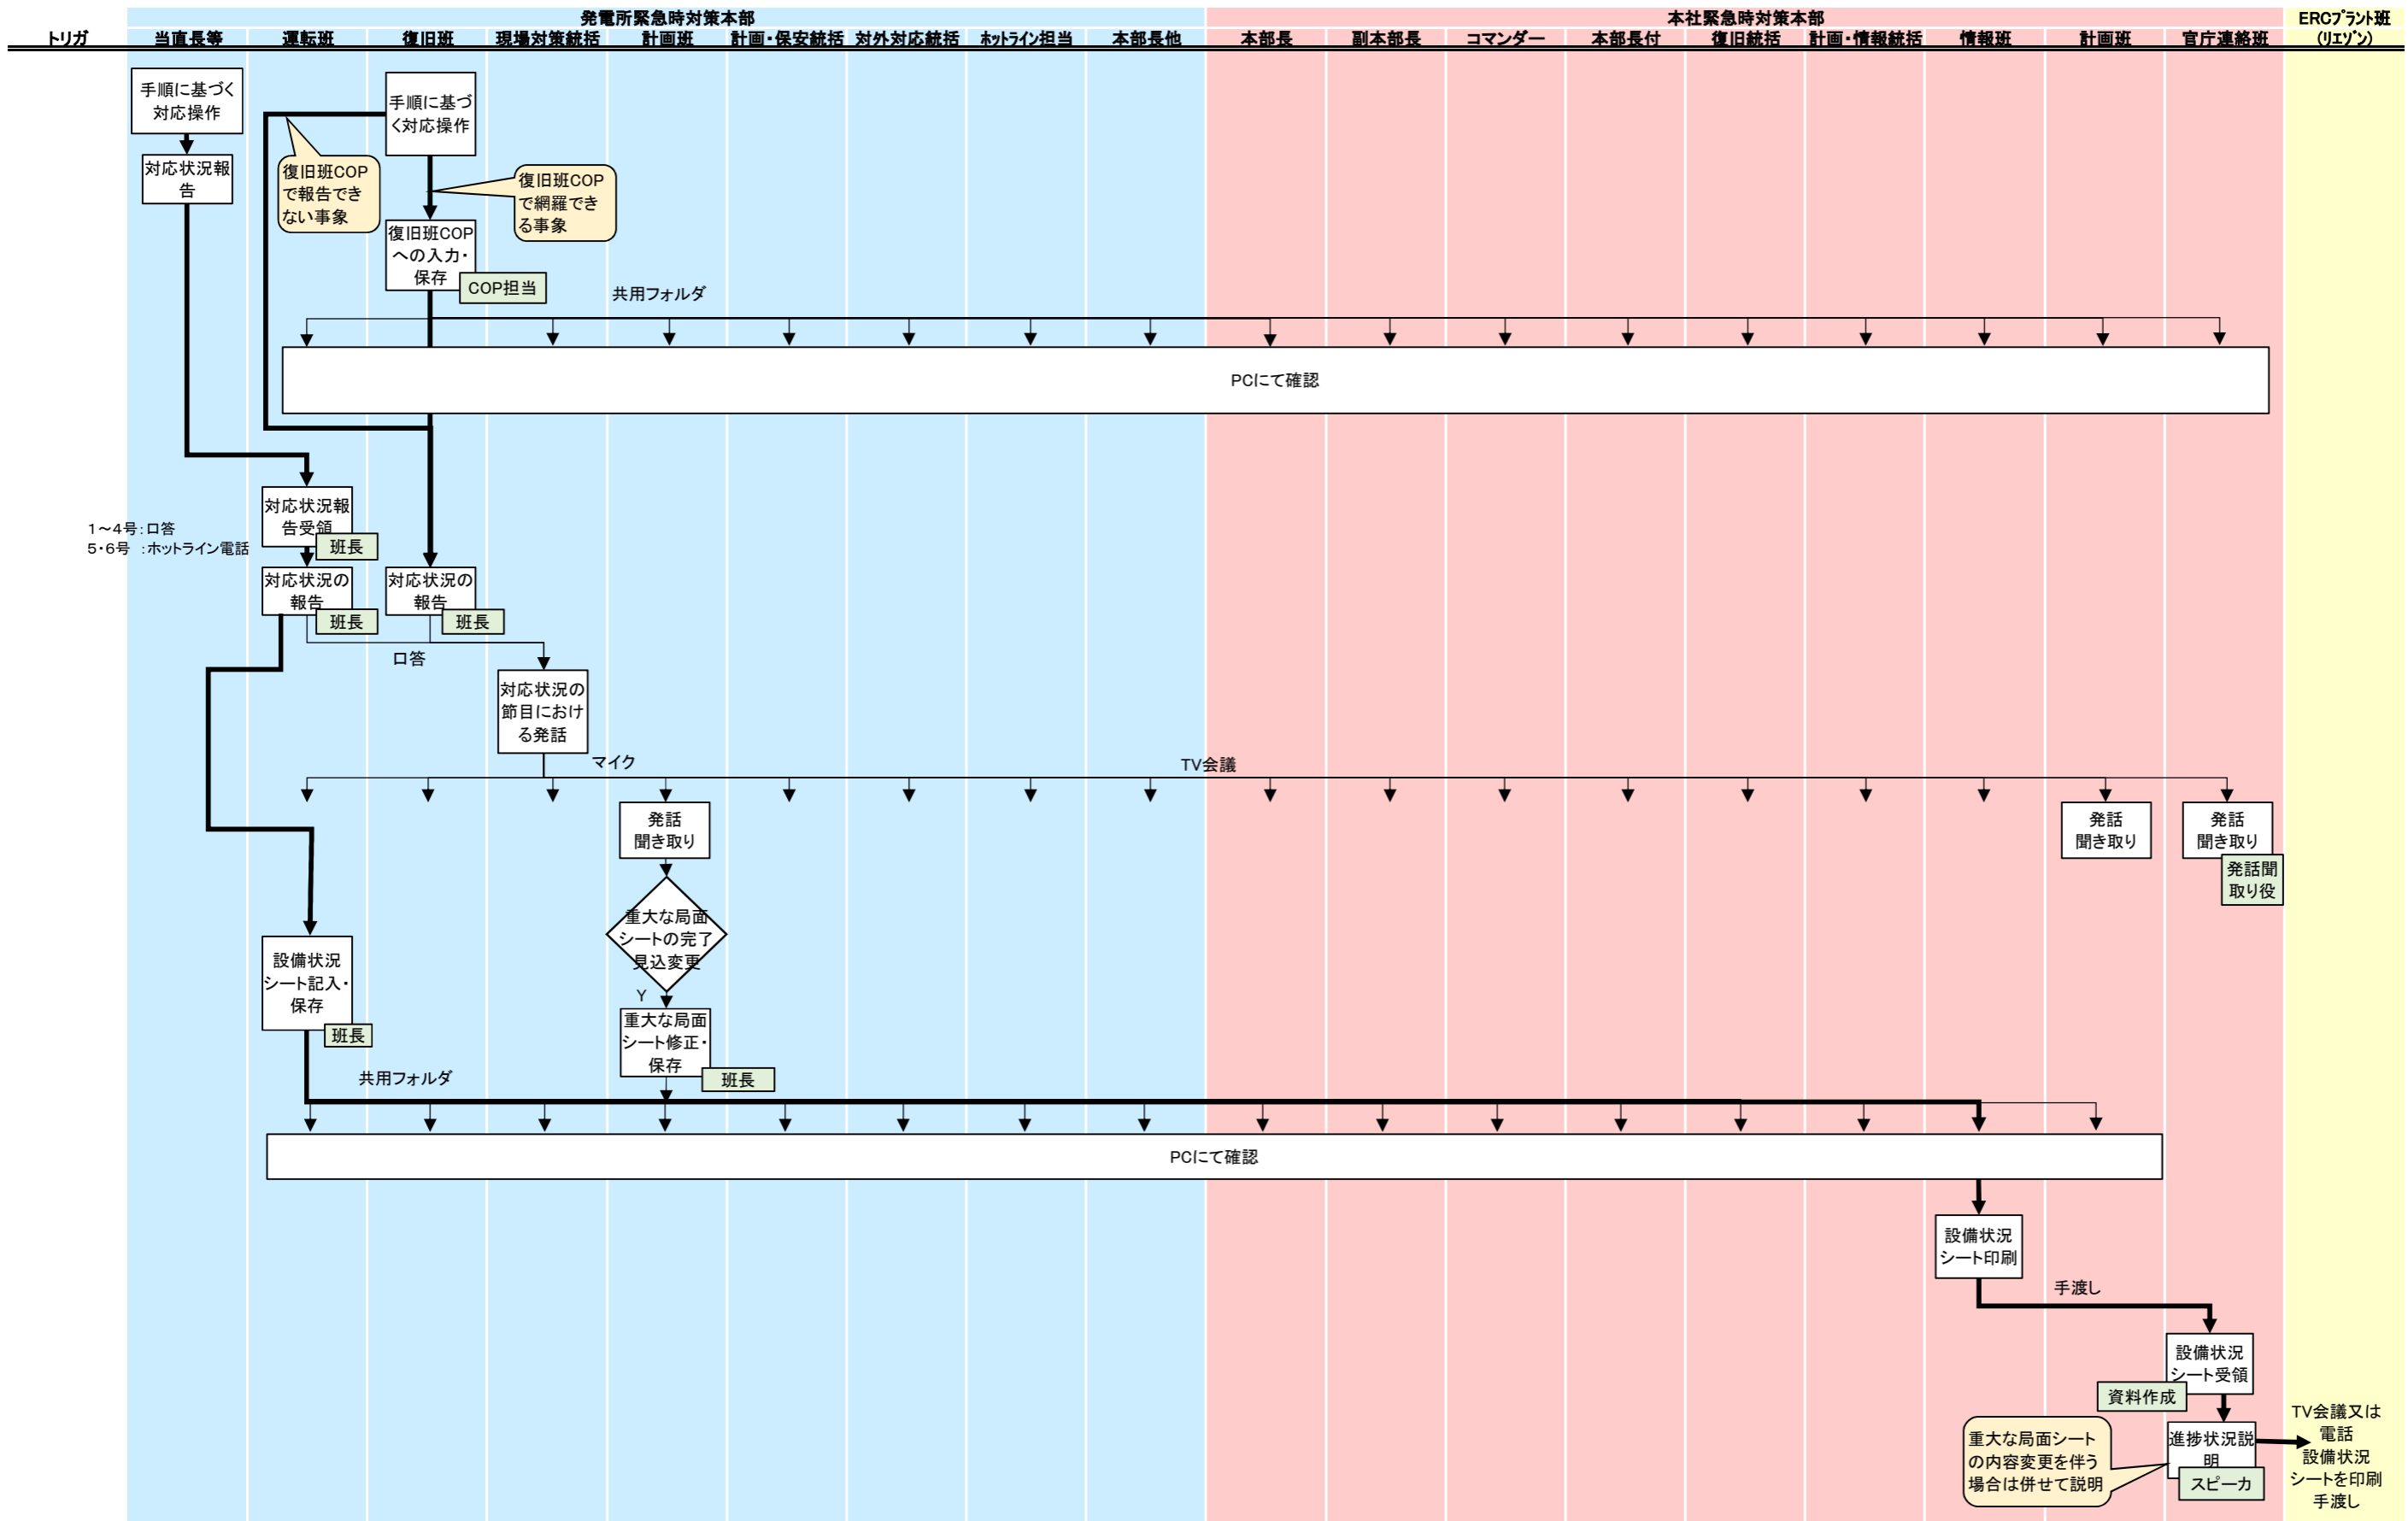 発電所緊急時対策本部
本社緊急時対策本部
ERCプラント班
トリガ
当直長等
運転班
復旧班
現場対策統括
計画班
計画・保安統括
対外対応統括
ホットライン担当
本部長他
本部長
副本部長
コマンダー
本部長付
復旧統括
計画・情報統括
情報班
計画班
官庁連絡班
(リエゾン)
手順に基づく
対応操作
手順に基づ
く対応操作
対応状況報
告
復旧班COP
で報告でき
ない事象
復旧班COP
で網羅でき
る事象
復旧班COP
への入力・
保存
COP担当
共用フォルダ
PCにて確認
対応状況報
告受領
班長
1～4号：口答
5・6号 ：ホットライン電話
対応状況の
報告
班長
対応状況の
報告
班長
口答
対応状況の
節目におけ
る発話
マイク
TV会議
発話
聞き取り
発話
聞き取り
発話
聞き取り
発話聞
取り役
重大な局面
シートの完了
見込変更
Y
設備状況
シート記入・
保存
班長
重大な局面
シート修正・
保存
班長
共用フォルダ
PCにて確認
設備状況
シート印刷
手渡し
設備状況
シート受領
資料作成
重大な局面シート
の内容変更を伴う
場合は併せて説明
進捗状況説
明
スピーカ
TV会議又は
電話
設備状況
シートを印刷
手渡し